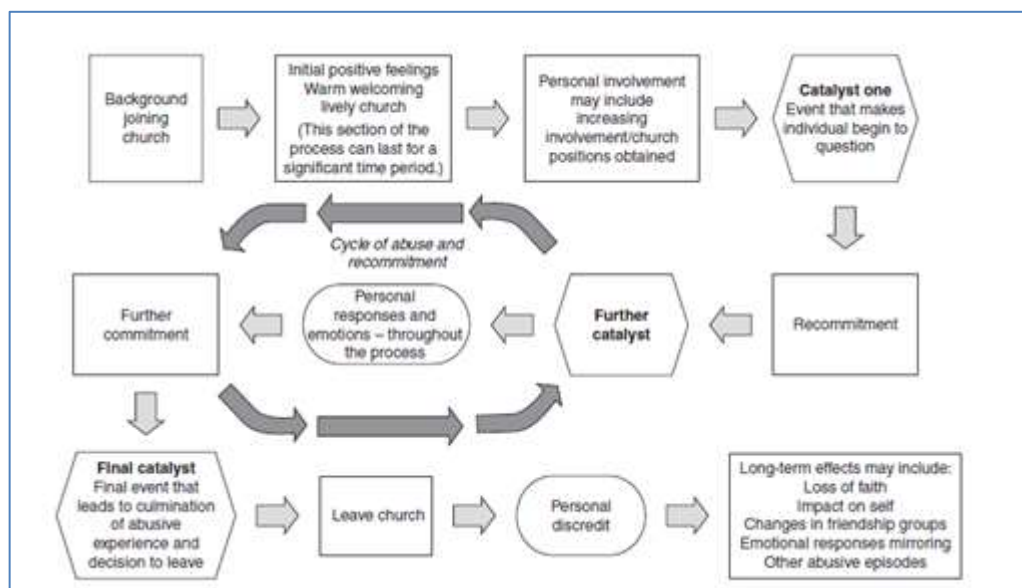 Background
joining
church
Initial positive feelings
Warm welcoming
lively church
(This section of the
process can last for a
significant time period.)
Personal involvement
may include
increasing
involvement/church
positions obtained
Catalyst one
Event that makes
individual begin to
question
Cycle of abuse and
recommitment
Further
commitment
Personal
responses and
emotions – throughout
the process
Further
catalyst
Recommitment
Final catalyst
Final event that
leads to culmination
of abusive
experience and
decision to leave
Leave church
Personal
discredit
Long-term effects may include:
Loss of faith
Impact on self
Changes in friendship groups
Emotional responses mirroring
Other abusive episodes